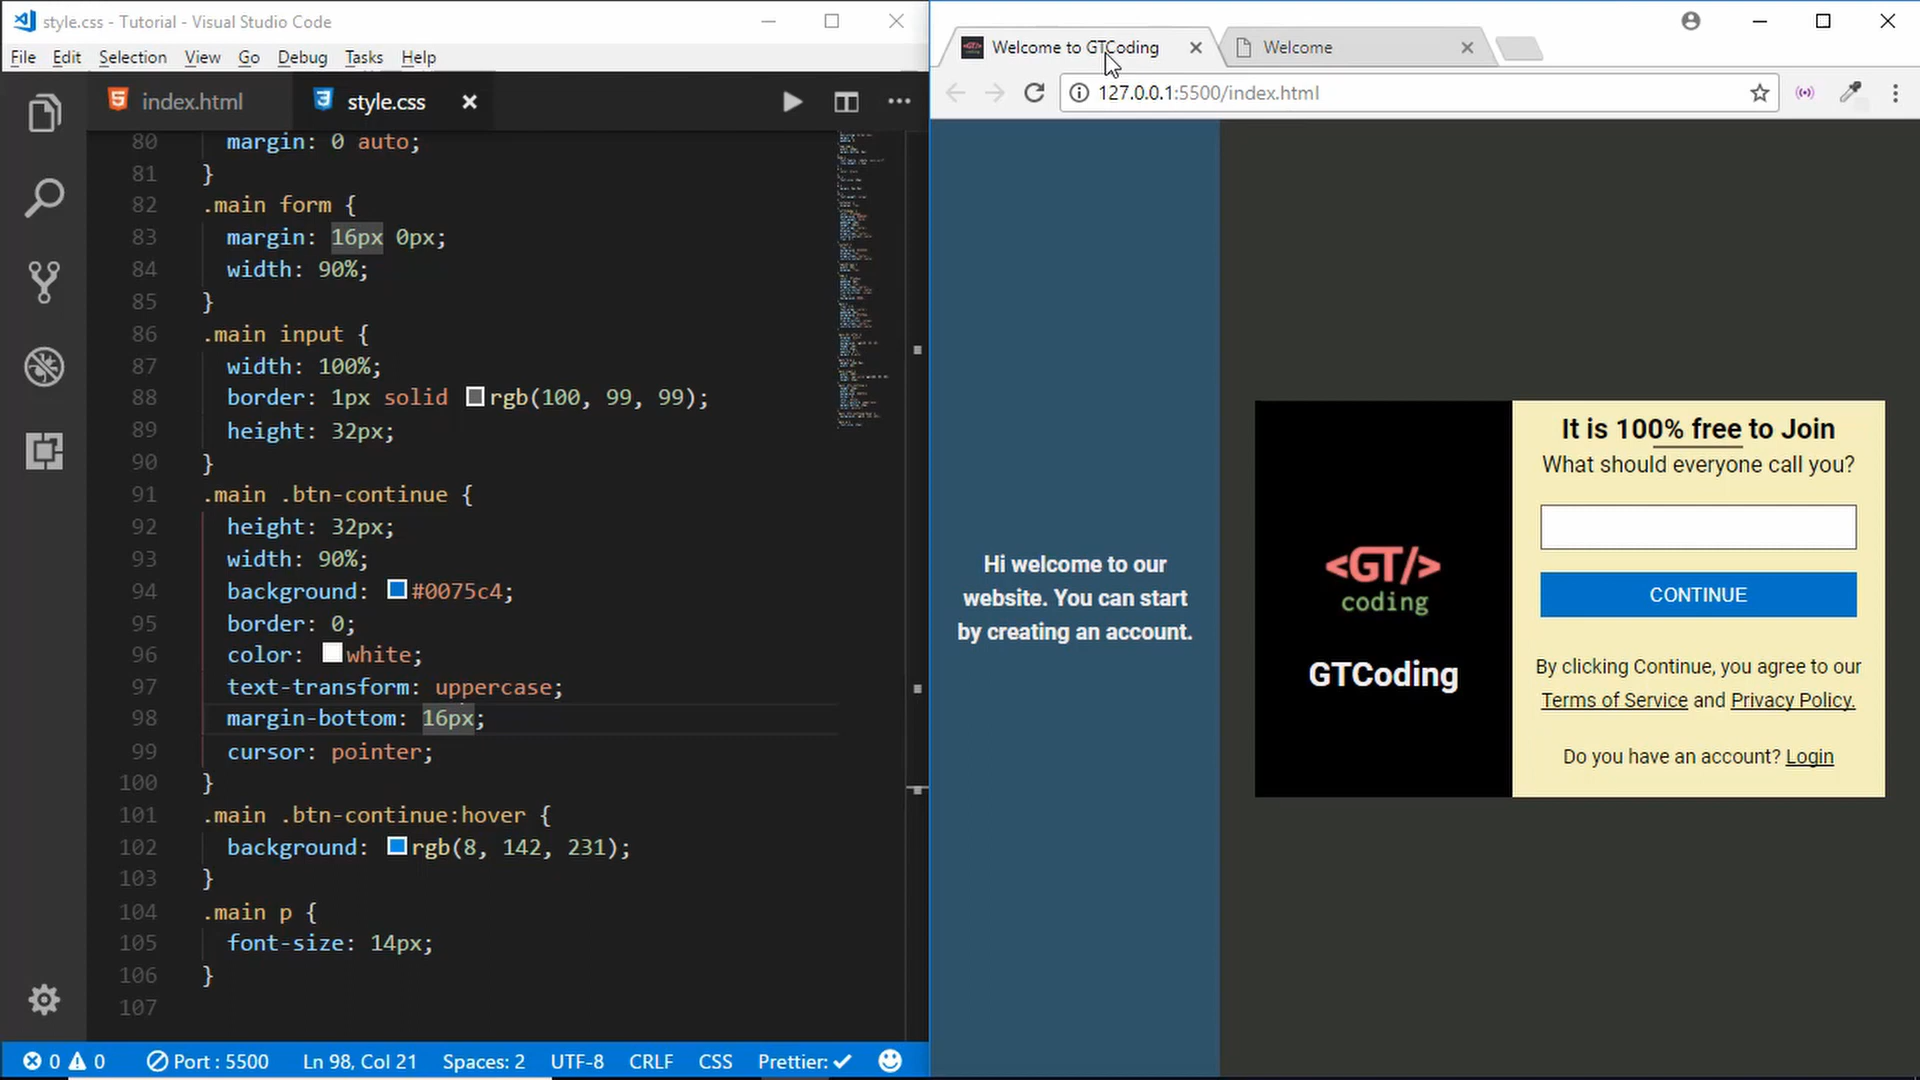 style.css - Tutorial - Visual Studio Code
File Edit Selection View Go Debug Tasks Help
index.html style.css
80 margin: 0 auto;
81 }
82 .main form {
83 margin: 16px 0px;
84 width: 90%;
85 }
86 .main input {
87 width: 100%;
88 border: 1px solid rgb(100, 99, 99);
89 height: 32px;
90 }
91 .main .btn-continue {
92 height: 32px;
93 width: 90%;
94 background: #0075c4;
95 border: 0;
96 color: white;
97 text-transform: uppercase;
98 margin-bottom: 16px;
99 cursor: pointer;
100 }
101 .main .btn-continue:hover {
102 background: rgb(8, 142, 231);
103 }
104 .main p {
105 font-size: 14px;
106 }
107
0 0 Port : 5500 Ln 98, Col 21 Spaces: 2 UTF-8 CRLF CSS Prettier: ✓
Welcome to GTCoding Welcome
127.0.0.1:5500/index.html
Hi welcome to our
website. You can start
by creating an account.
<GT/>
coding
GTCoding
It is 100% free to Join
What should everyone call you?
CONTINUE
By clicking Continue, you agree to our
Terms of Service and Privacy Policy.
Do you have an account? Login